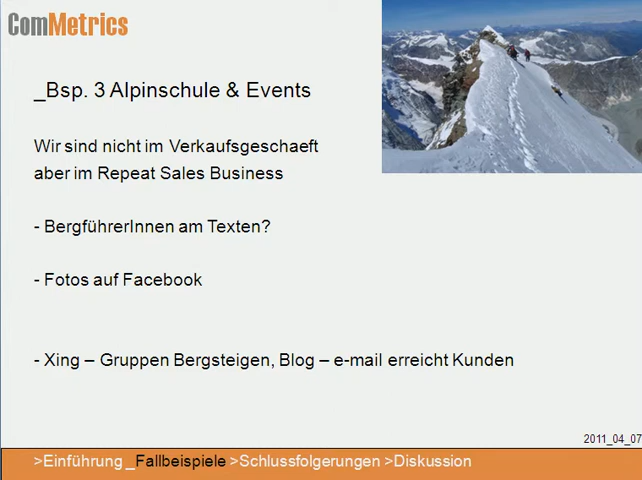 ComMetrics
_Bsp. 3 Alpinschule & Events
Wir sind nicht im Verkaufsgeschaeft
aber im Repeat Sales Business
- BergführerInnen am Texten?
- Fotos auf Facebook
- Xing – Gruppen Bergsteigen, Blog – e-mail erreicht Kunden
2011_04_07
>Einführung _Fallbeispiele >Schlussfolgerungen >Diskussion